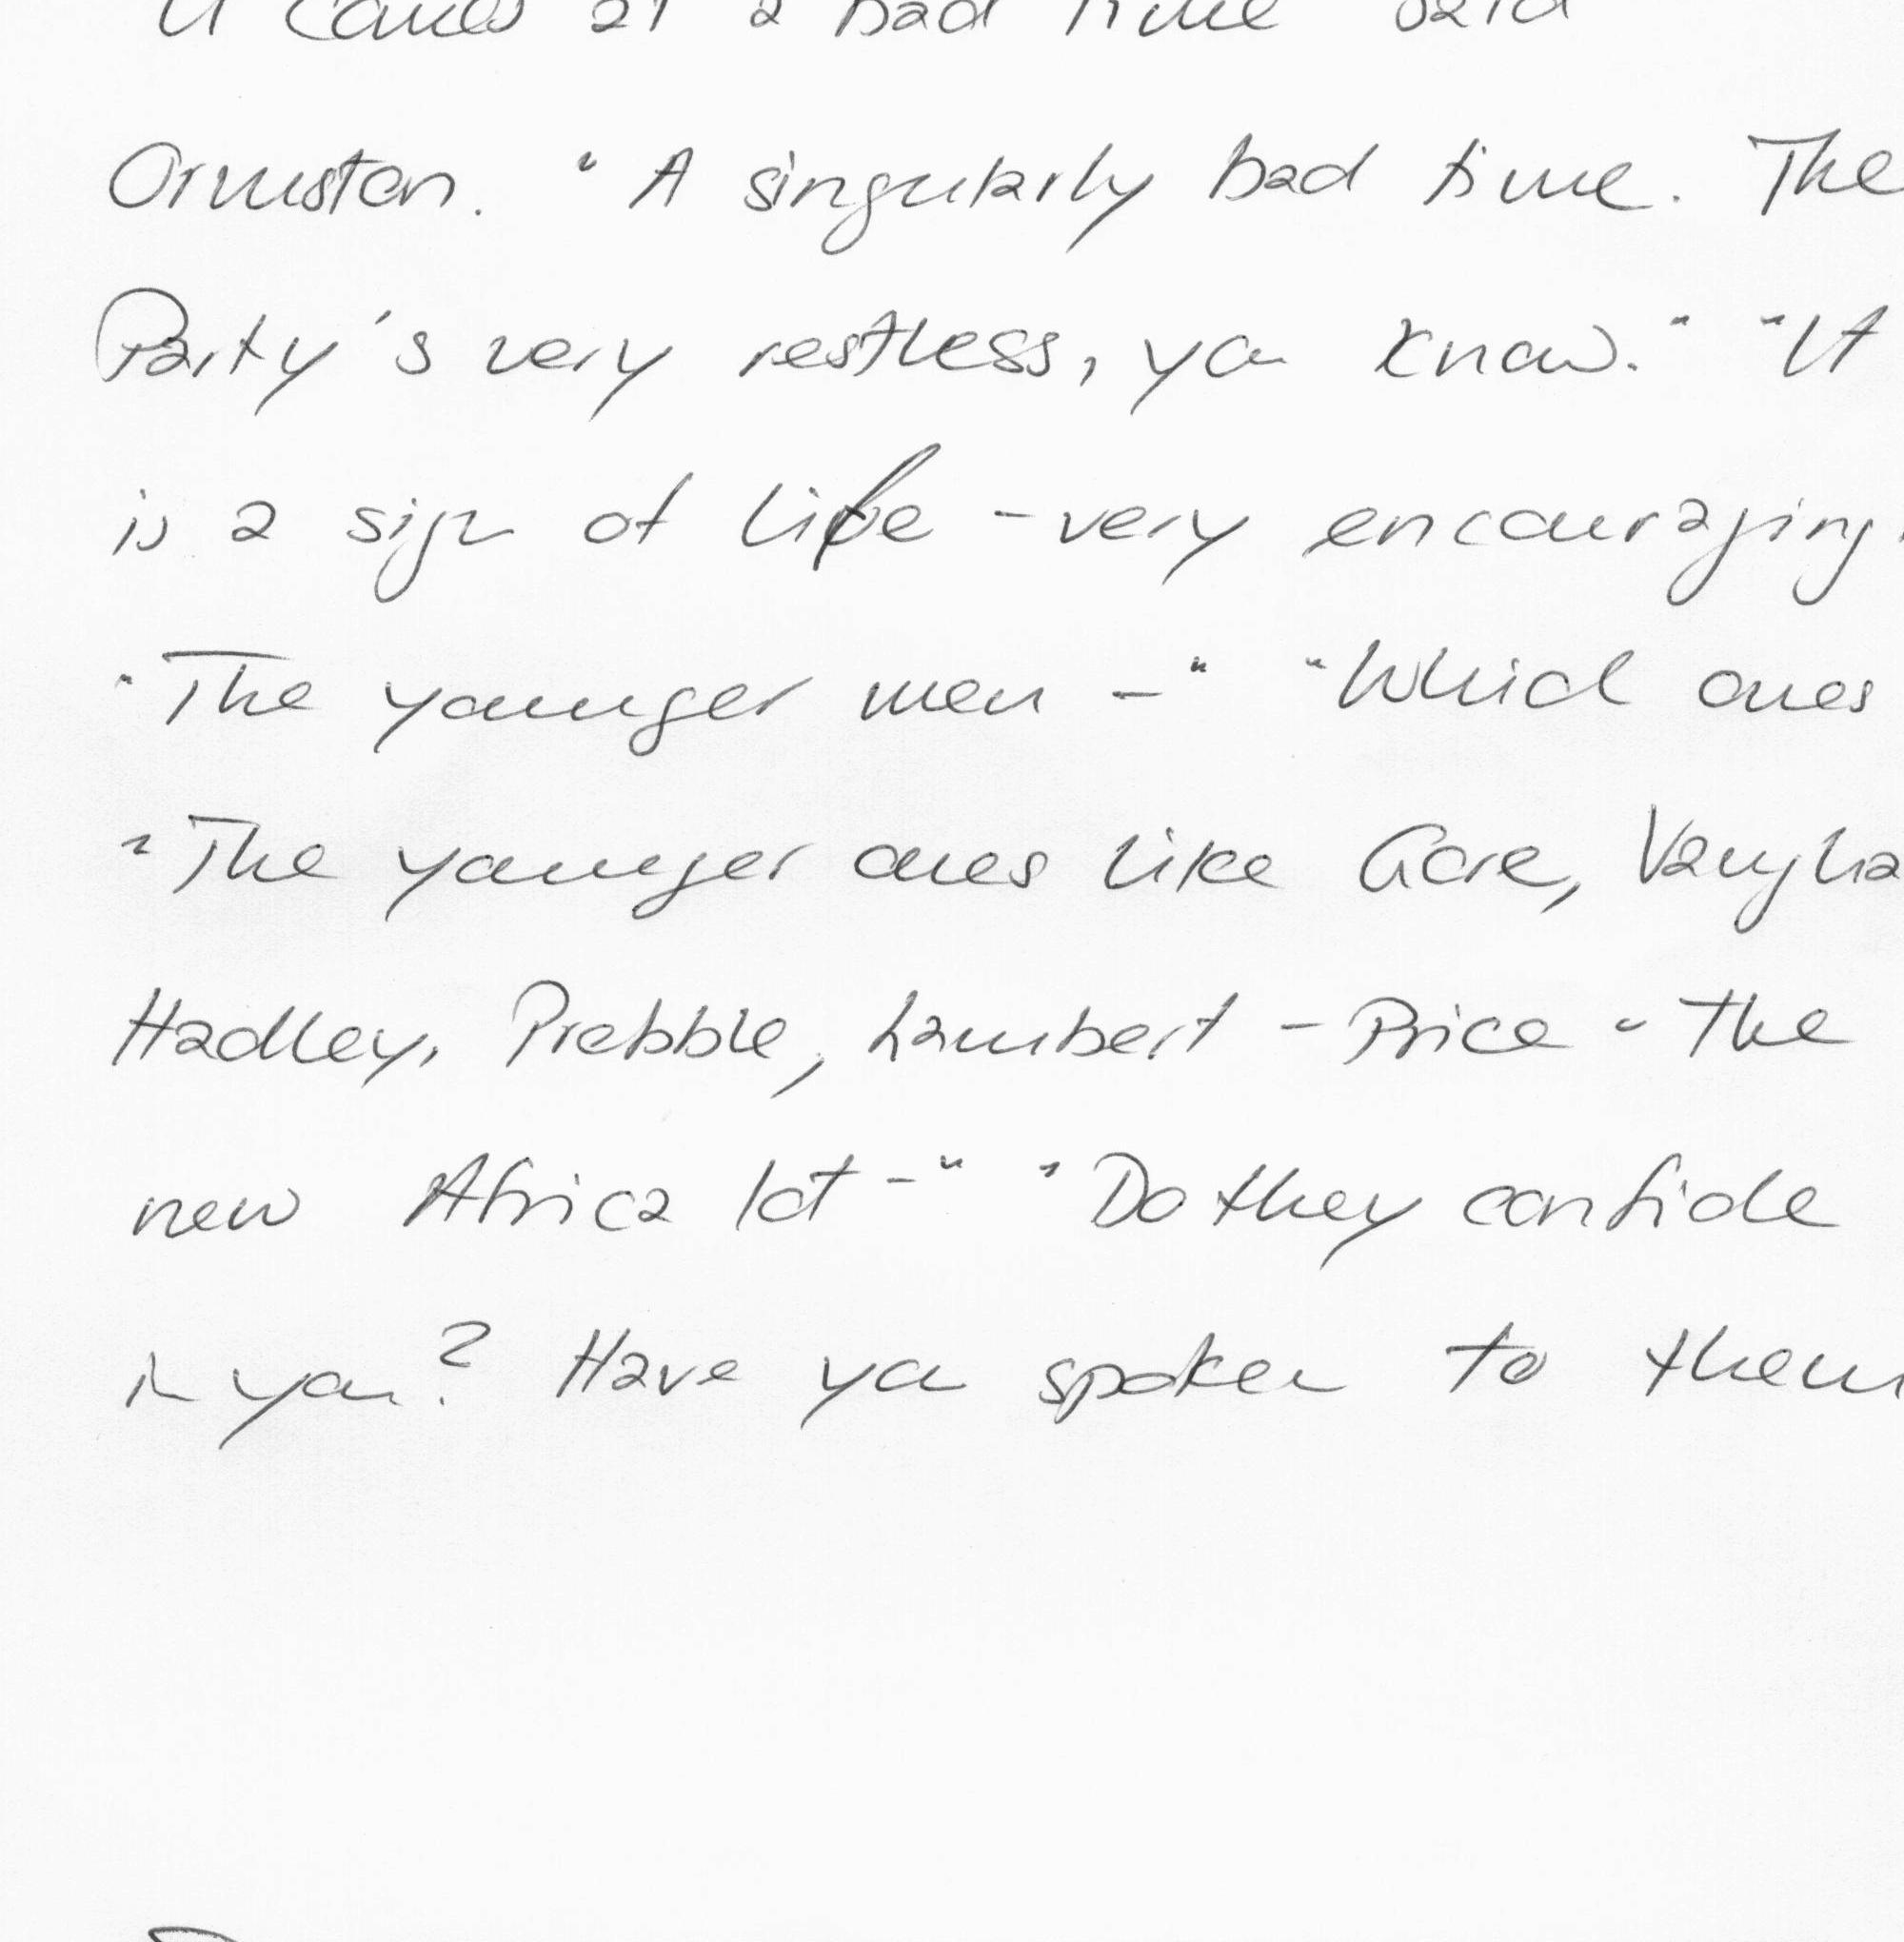 It comes at a bad time said
Ormston. "A singularly bad time. The
Party's very restless, you know." "It
is a sign of life - very encouraging.
"The younger men -" "Which ones
"The younger ones like Gore, Vaugha
Hadley, Prebble, Lambert - Price "The
new Africa lot -" "Do they confide
in you? Have you spoken to them